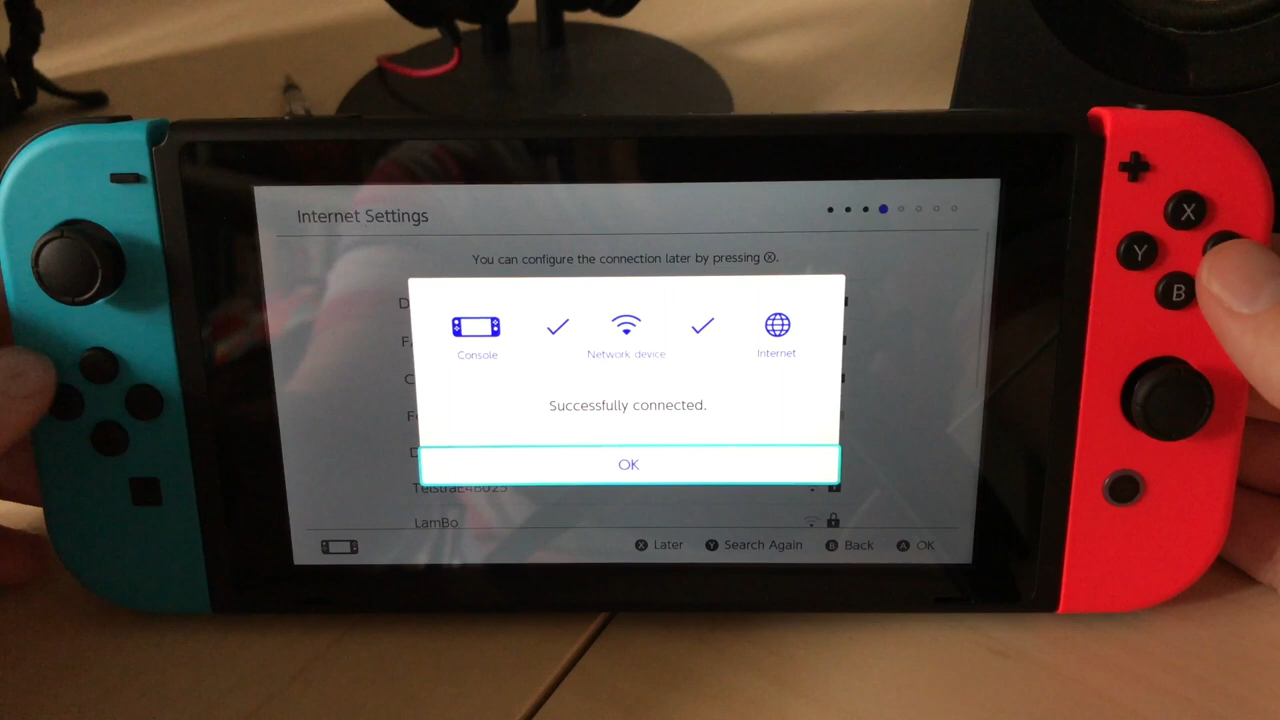 Internet Settings
You can configure the connection later by pressing Ⓧ.
Console
Network device
Internet
Successfully connected.
OK
TelstraE4B025
LamBo
X Later
Y Search Again
B Back
A OK
X
Y
B